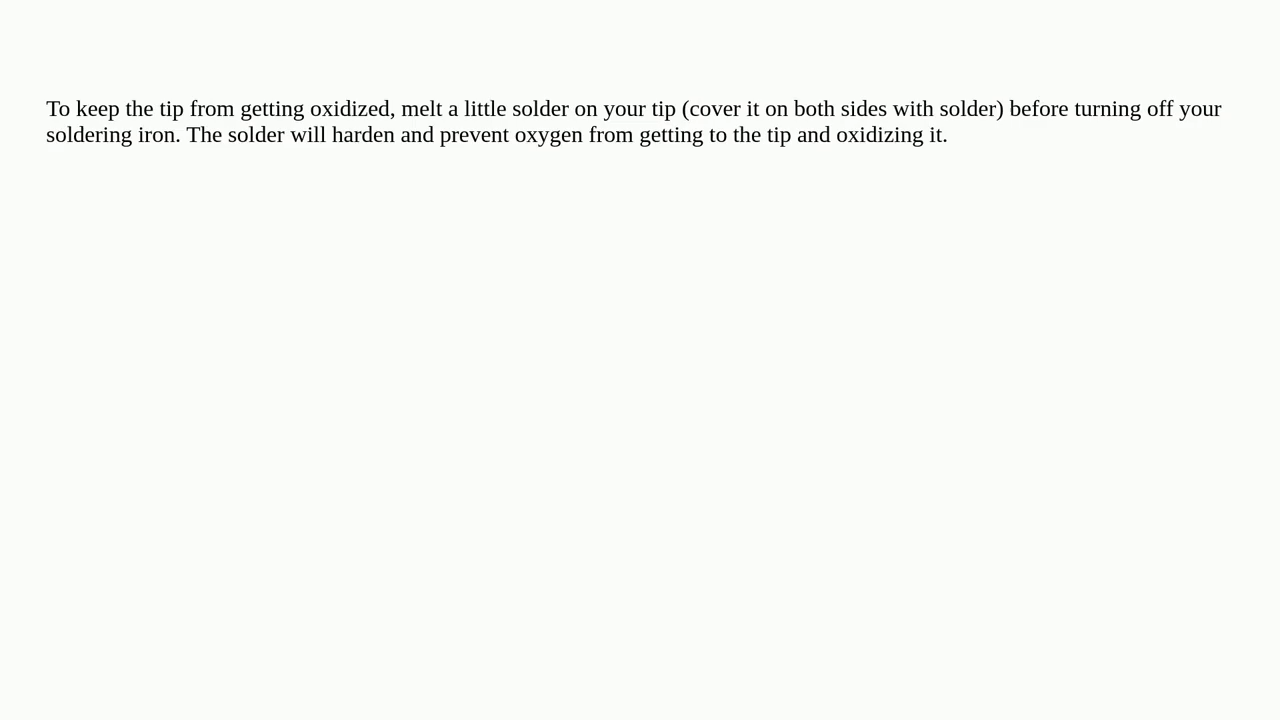 To keep the tip from getting oxidized, melt a little solder on your tip (cover it on both sides with solder) before turning off your
soldering iron. The solder will harden and prevent oxygen from getting to the tip and oxidizing it.